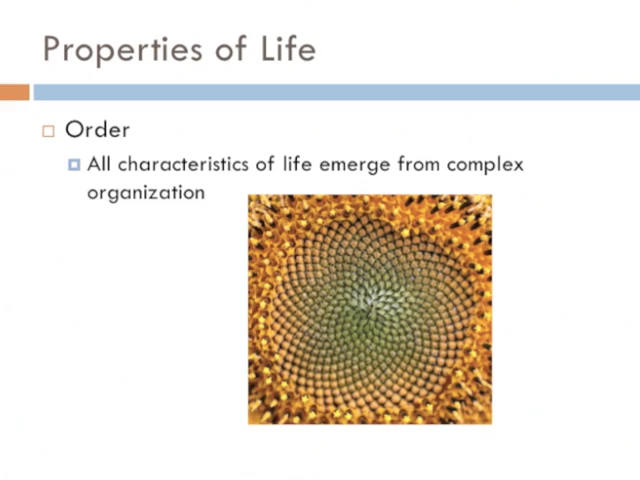 Properties of Life
Order
All characteristics of life emerge from complex
organization